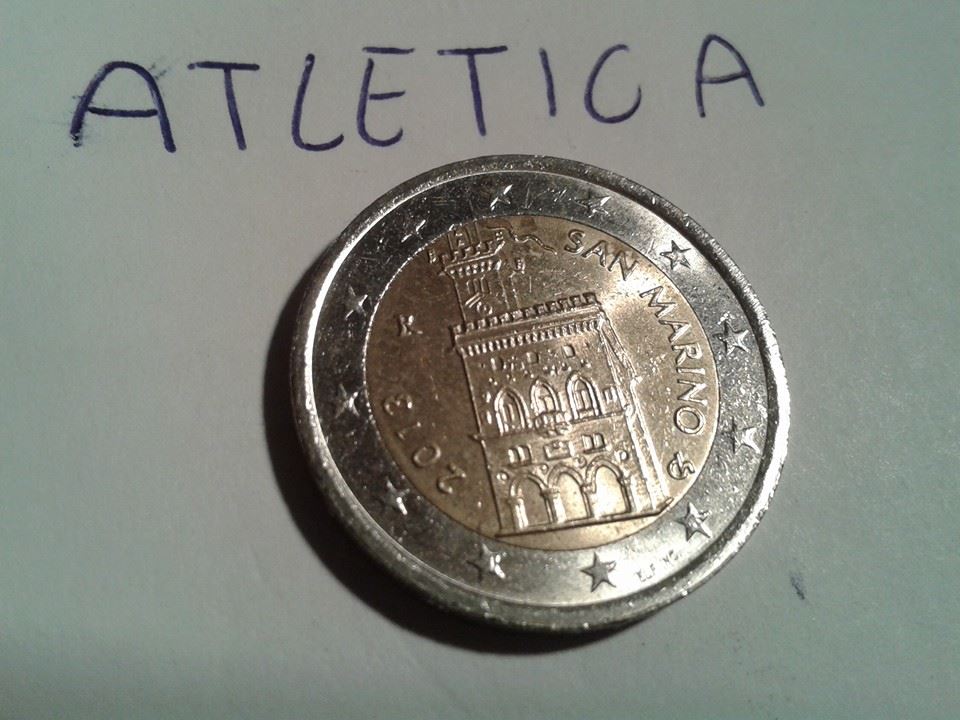 ATLETICA
SAN MARINO
R
2013